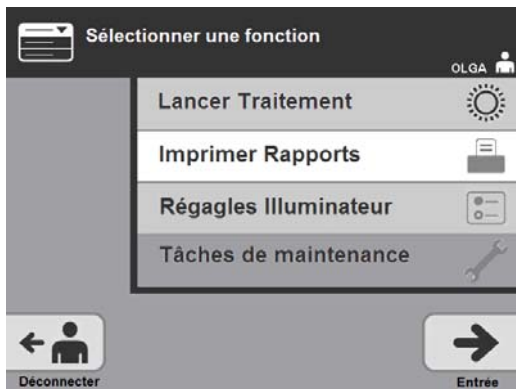 Sélectionner une fonction
OLGA
Lancer Traitement
Imprimer Rapports
Régagles Illuminateur
Tâches de maintenance
Déconnecter
Entrée